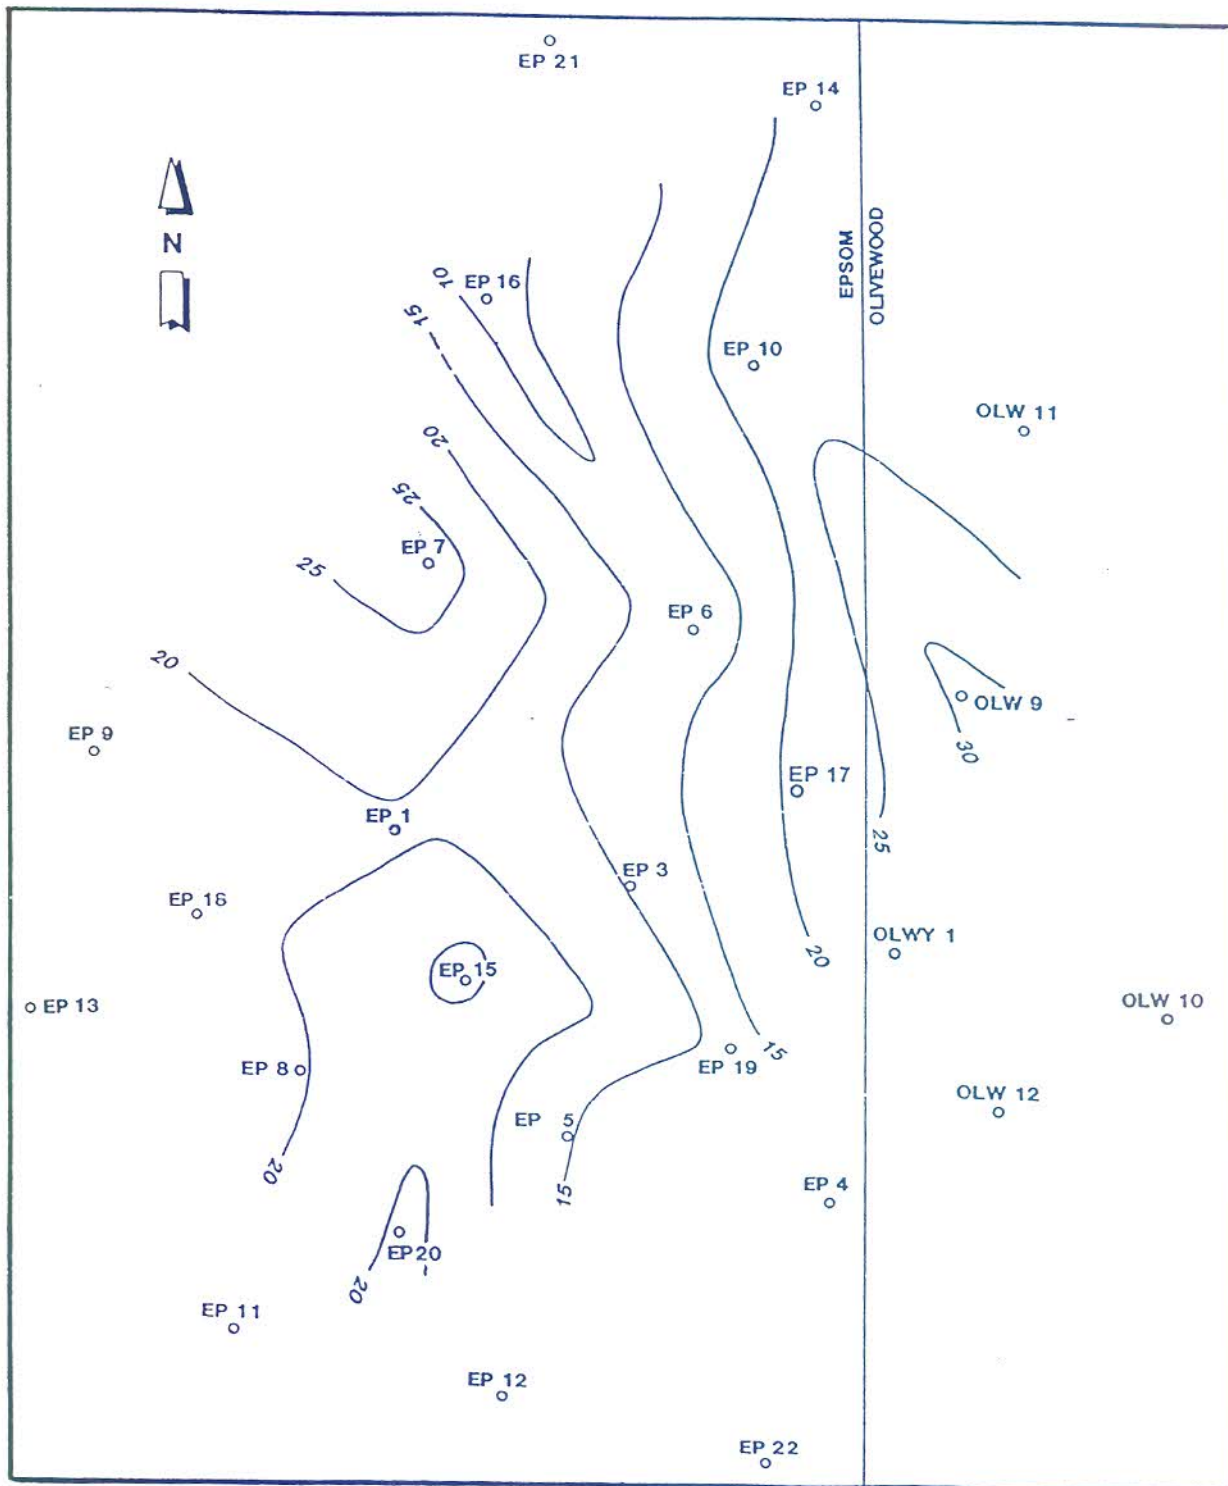 EP 21
EP 14
N
EPSOM
OLIVEWOOD
10
EP 16
15
EP 10
OLW 11
20
25
EP 7
25
EP 6
20
OLW 9
EP 9
30
EP 17
EP 1
25
EP 3
EP 18
OLWY 1
20
EP 15
EP 13
OLW 10
15
EP 19
EP 8
OLW 12
EP 5
20
15
EP 4
EP 20
20
EP 11
EP 12
EP 22